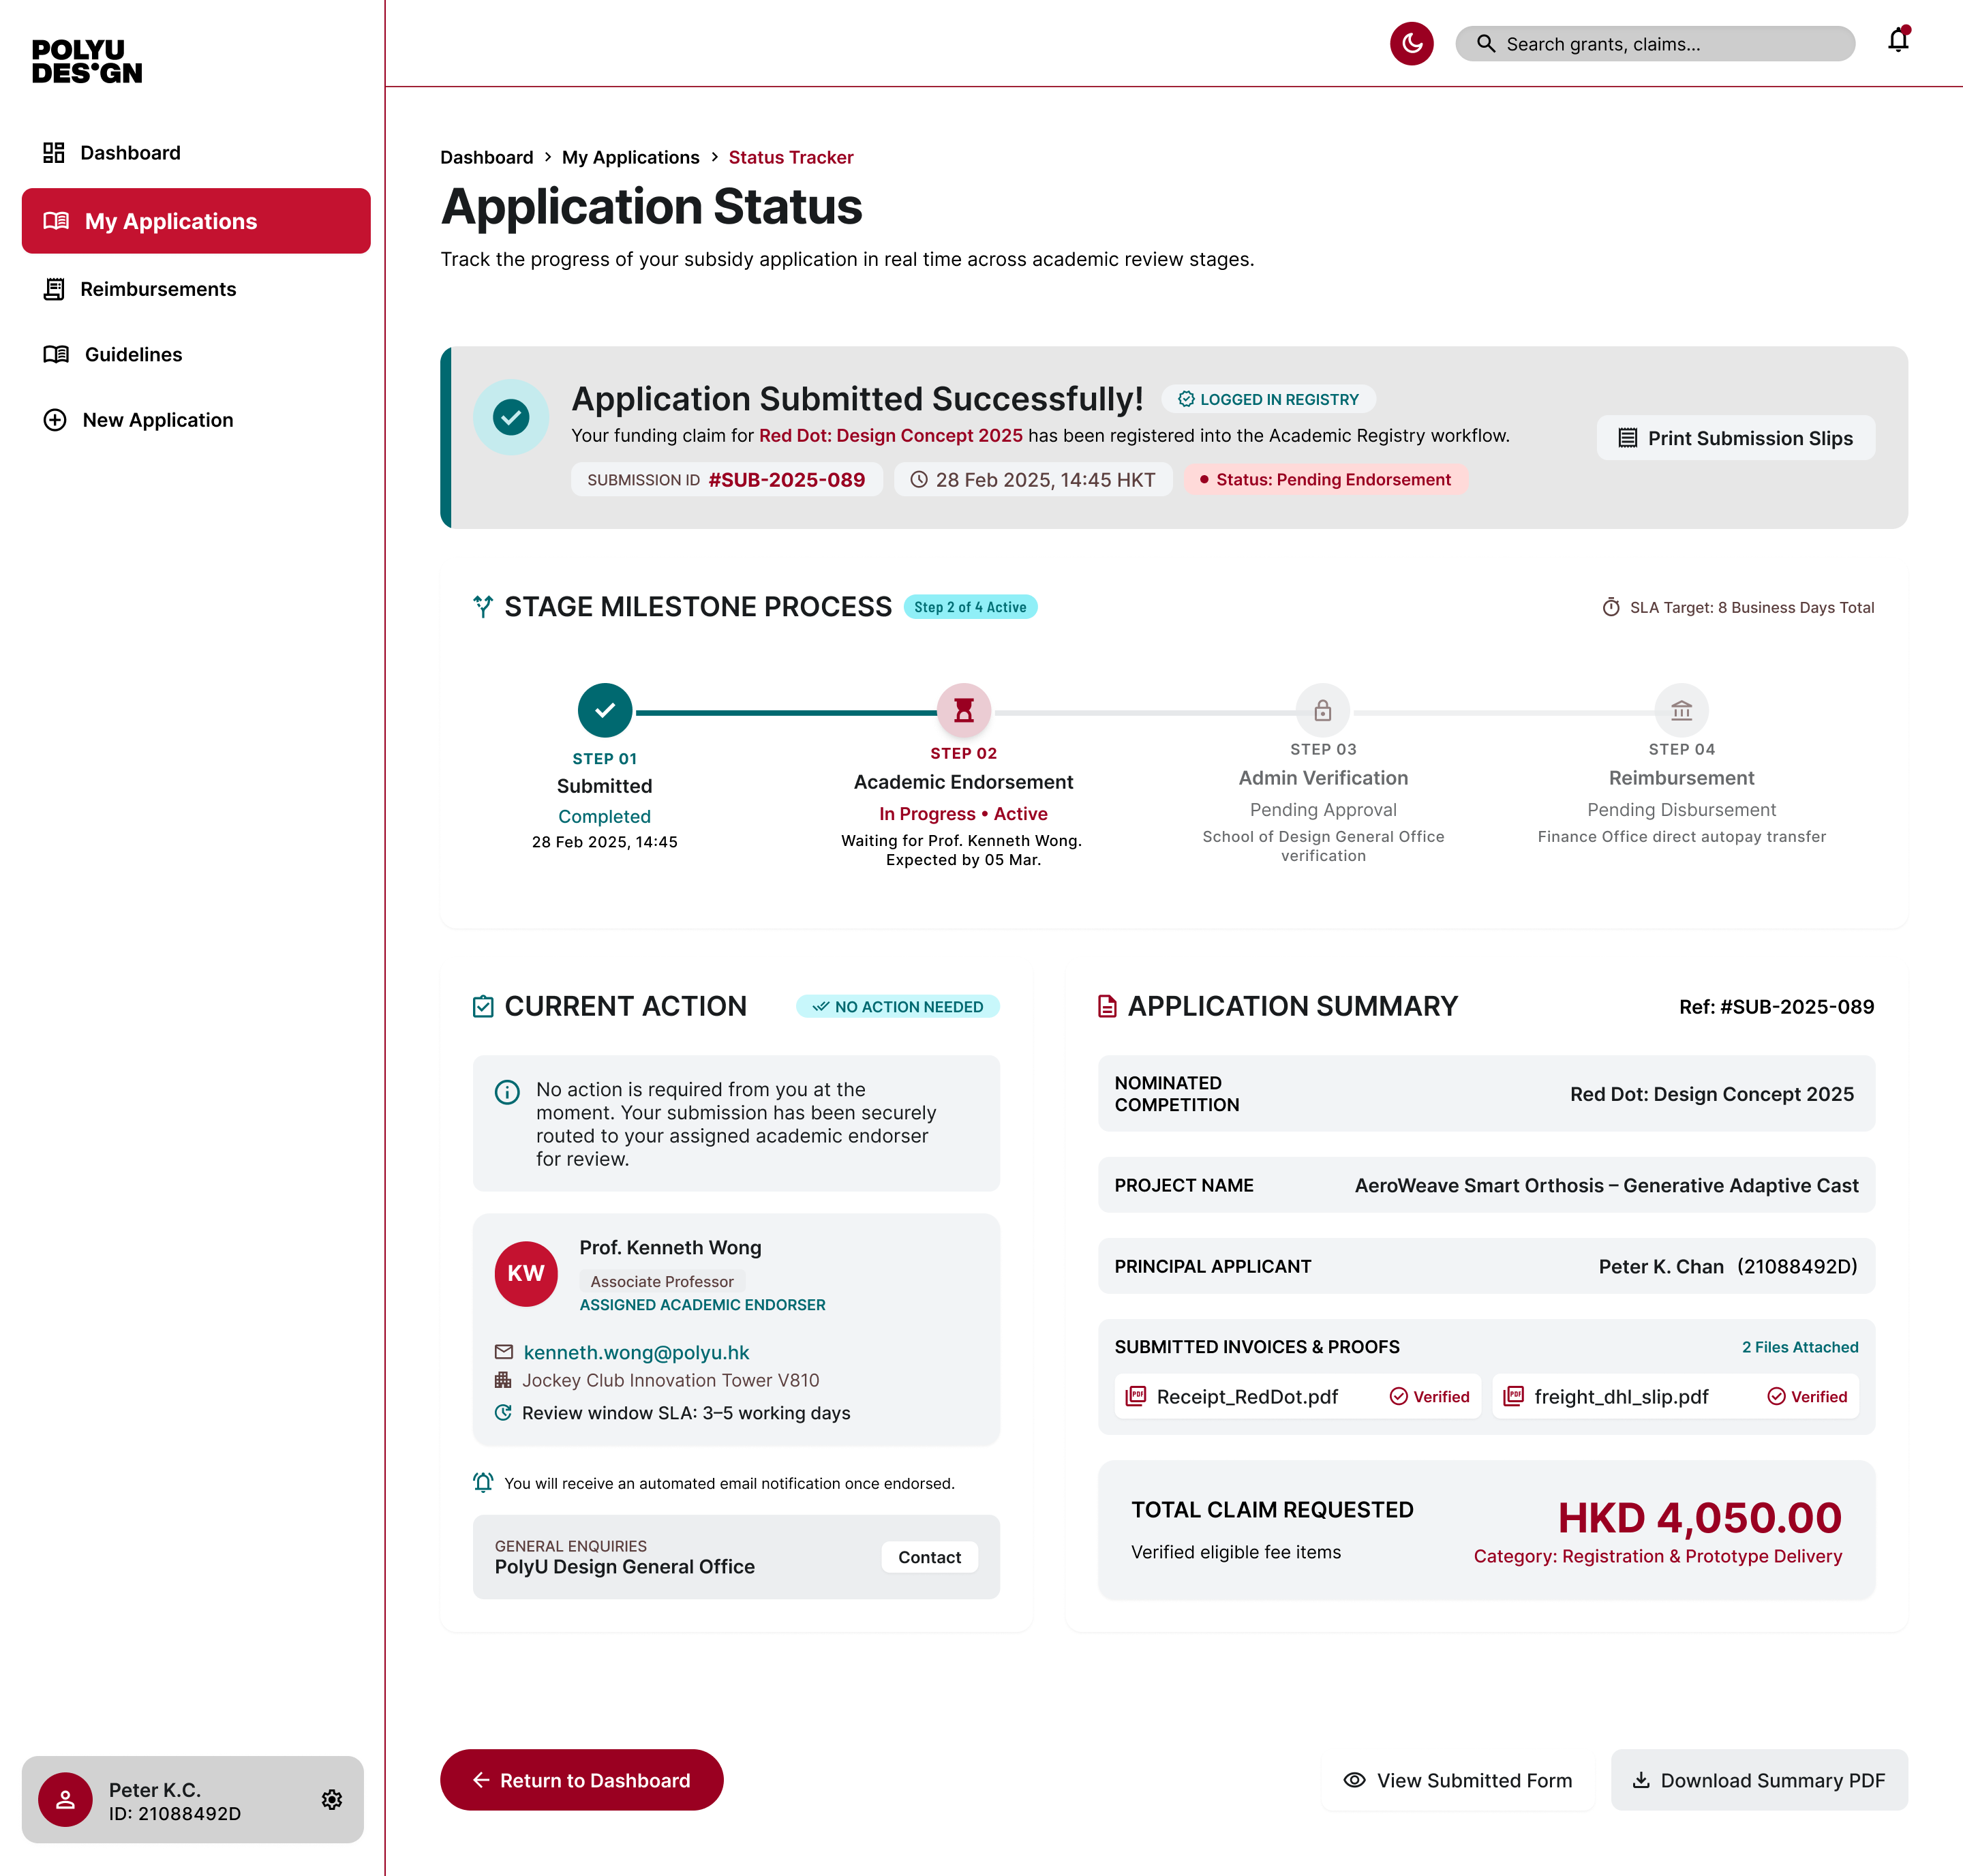 POLYU
DES•GN
Dashboard
My Applications
Reimbursements
Guidelines
New Application
Search grants, claims...
Dashboard > My Applications > Status Tracker
Application Status
Track the progress of your subsidy application in real time across academic review stages.
Application Submitted Successfully! LOGGED IN REGISTRY
Your funding claim for Red Dot: Design Concept 2025 has been registered into the Academic Registry workflow.
SUBMISSION ID #SUB-2025-089 28 Feb 2025, 14:45 HKT • Status: Pending Endorsement
Print Submission Slips
STAGE MILESTONE PROCESS Step 2 of 4 Active
SLA Target: 8 Business Days Total
STEP 01
Submitted
Completed
28 Feb 2025, 14:45
STEP 02
Academic Endorsement
In Progress • Active
Waiting for Prof. Kenneth Wong.
Expected by 05 Mar.
STEP 03
Admin Verification
Pending Approval
School of Design General Office
verification
STEP 04
Reimbursement
Pending Disbursement
Finance Office direct autopay transfer
CURRENT ACTION NO ACTION NEEDED
No action is required from you at the
moment. Your submission has been securely
routed to your assigned academic endorser
for review.
KW
Prof. Kenneth Wong
Associate Professor
ASSIGNED ACADEMIC ENDORSER
kenneth.wong@polyu.hk
Jockey Club Innovation Tower V810
Review window SLA: 3–5 working days
You will receive an automated email notification once endorsed.
GENERAL ENQUIRIES
PolyU Design General Office
Contact
APPLICATION SUMMARY Ref: #SUB-2025-089
NOMINATED
COMPETITION
Red Dot: Design Concept 2025
PROJECT NAME AeroWeave Smart Orthosis – Generative Adaptive Cast
PRINCIPAL APPLICANT Peter K. Chan (21088492D)
SUBMITTED INVOICES & PROOFS 2 Files Attached
PDF Receipt_RedDot.pdf Verified
PDF freight_dhl_slip.pdf Verified
TOTAL CLAIM REQUESTED
Verified eligible fee items
HKD 4,050.00
Category: Registration & Prototype Delivery
Return to Dashboard
View Submitted Form
Download Summary PDF
Peter K.C.
ID: 21088492D